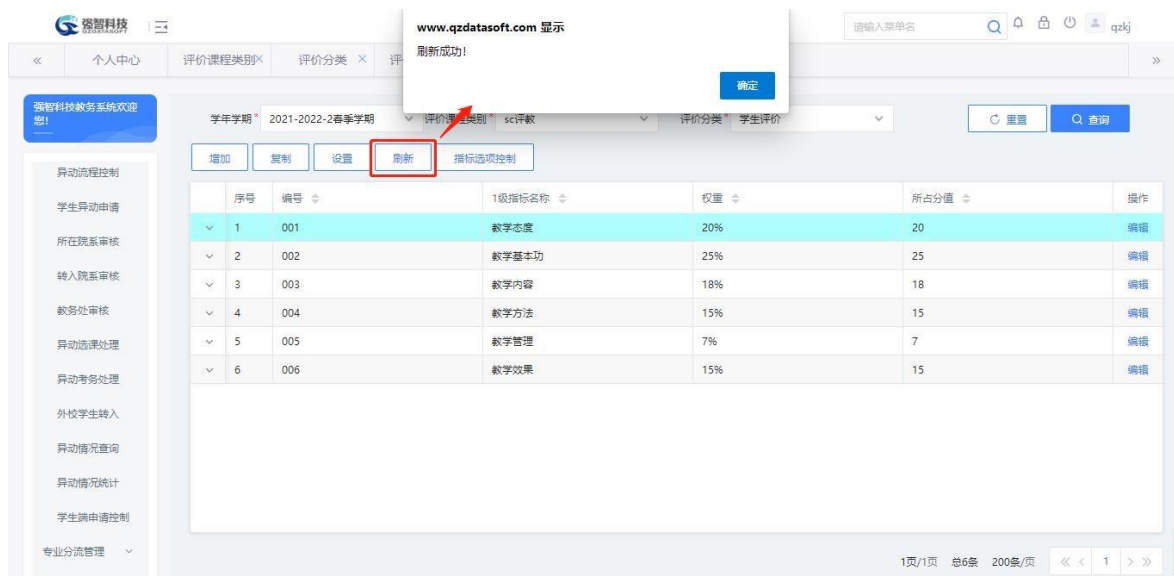 强智科技
QZDATASOFT
www.qzdatasoft.com 显示
刷新成功!
确定
请输入菜单名
qzkj
« 个人中心 评价课程类别× 评价分类 × 评 »
强智科技教务系统欢迎您!
异动流程控制
学生异动申请
所在院系审核
转入院系审核
教务处审核
异动选课处理
异动考务处理
外校学生转入
异动情况查询
异动情况统计
学生端申请控制
专业分流管理
学年学期* 2021-2022-2春季学期 评价课程类别* sc评教 评价分类* 学生评价 重置 查询
增加 复制 设置 刷新 指标选项控制
序号 编号 1级指标名称 权重 所占分值 操作
1 001 教学态度 20% 20 编辑
2 002 教学基本功 25% 25 编辑
3 003 教学内容 18% 18 编辑
4 004 教学方法 15% 15 编辑
5 005 教学管理 7% 7 编辑
6 006 教学效果 15% 15 编辑
1页/1页 总6条 200条/页 « < 1 > »